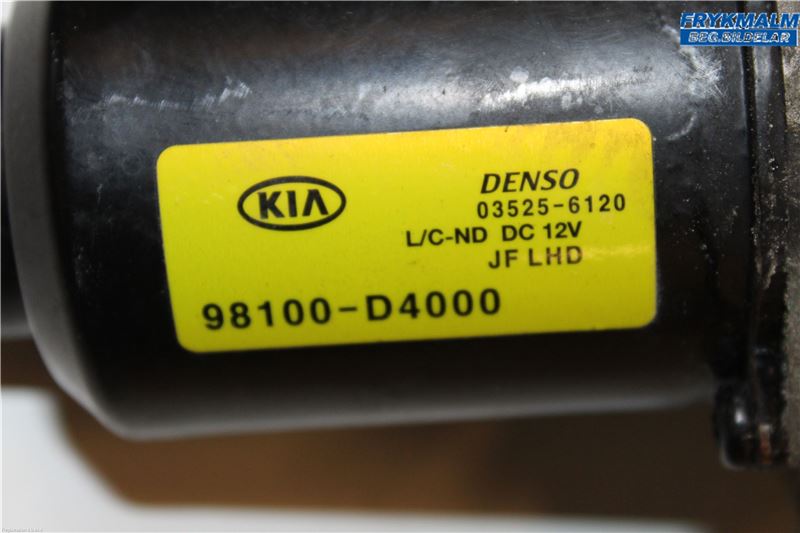 FRYKMALM
BEG.BILDELAR
KIA
DENSO
03525-6120
L/C-ND DC 12V
JF LHD
98100-D4000